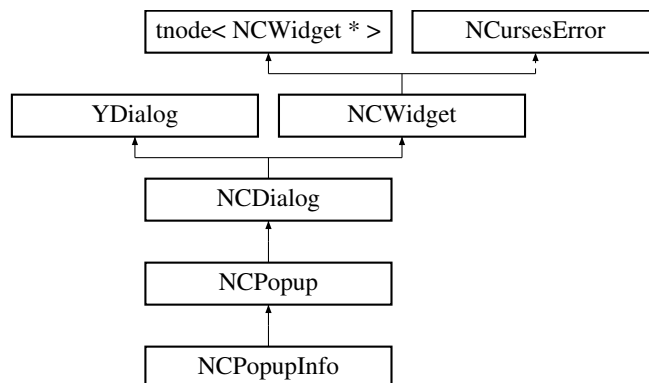 tnode< NCWidget * >
NCursesError
YDialog
NCWidget
NCDialog
NCPopup
NCPopupInfo